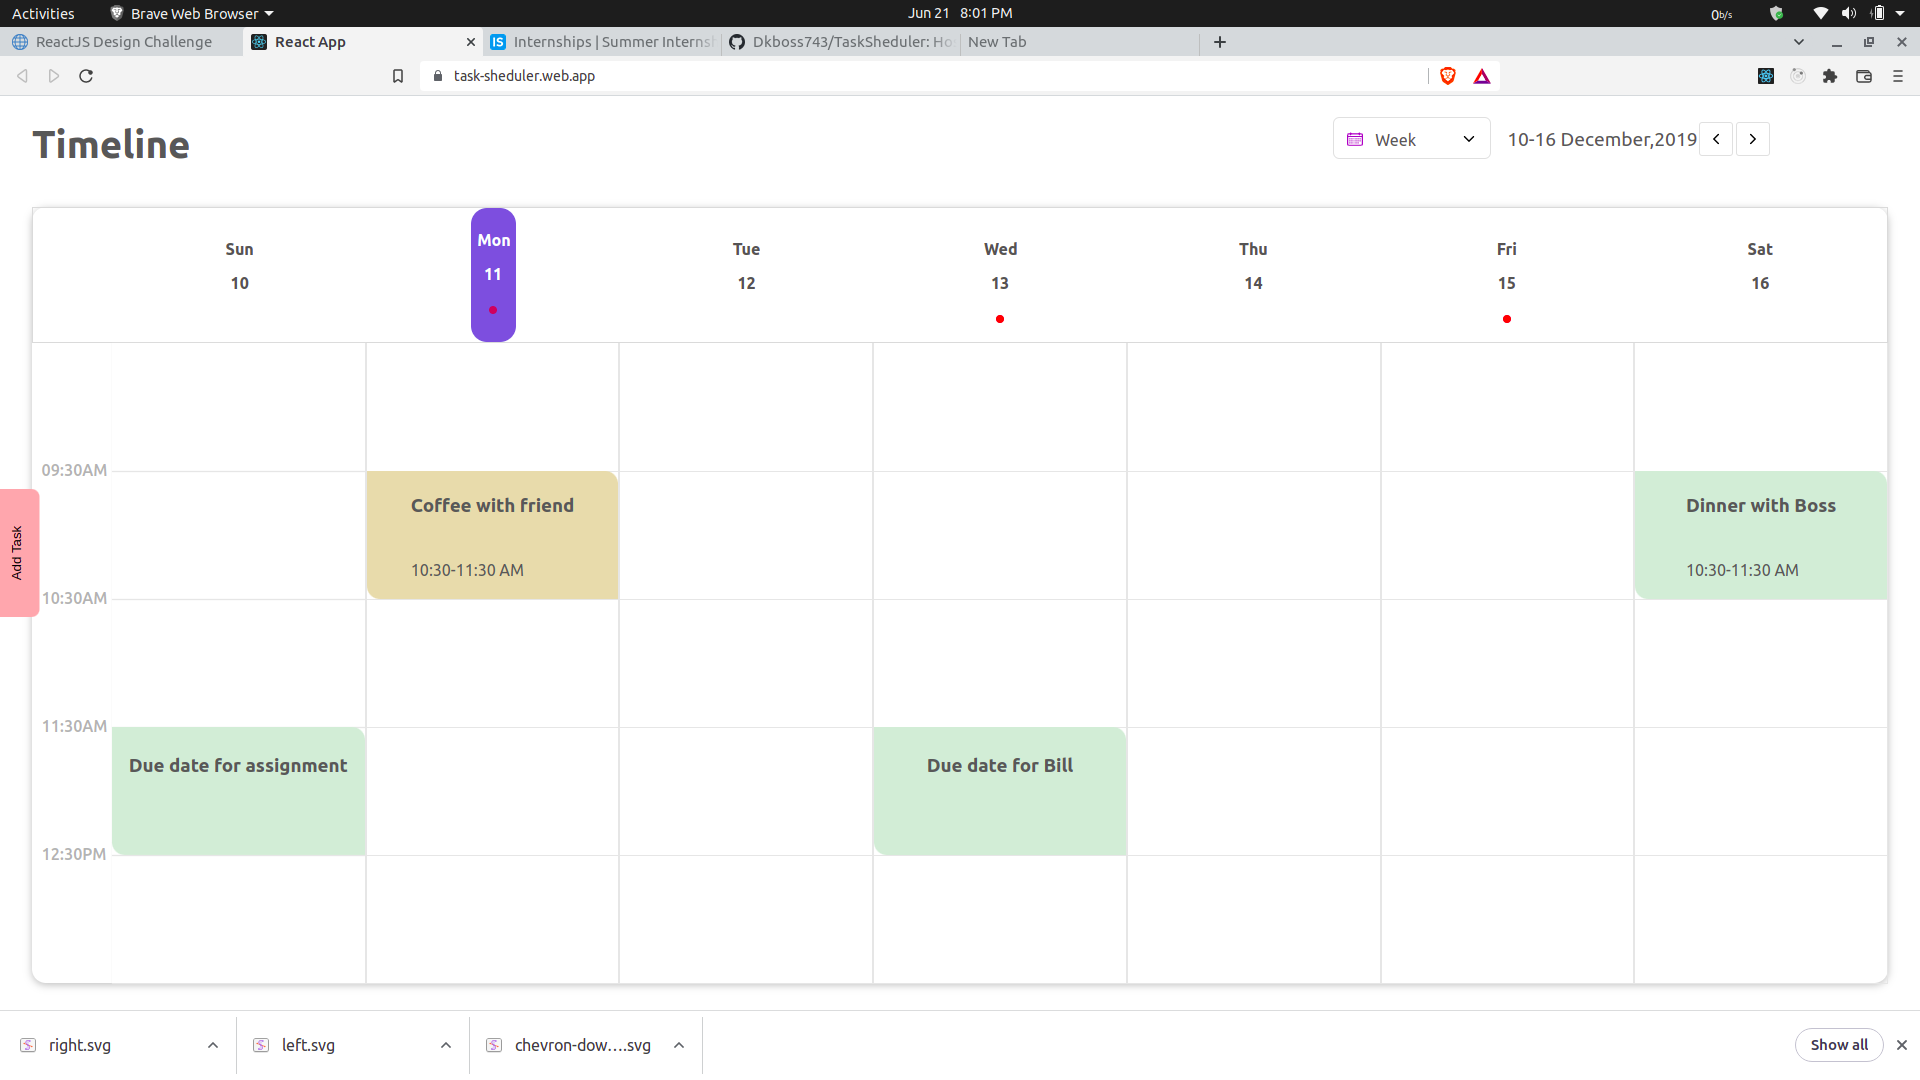 Activities Brave Web Browser Jun 21 8:01 PM 0b/s
ReactJS Design Challenge React App Internships | Summer Interns Dkboss743/TaskSheduler: Ho New Tab
task-sheduler.web.app
Timeline
Week 10-16 December,2019
Sun Mon Tue Wed Thu Fri Sat
10 11 12 13 14 15 16
09:30AM
Coffee with friend Dinner with Boss
Add Task
10:30-11:30 AM 10:30-11:30 AM
10:30AM
11:30AM
Due date for assignment Due date for Bill
12:30PM
right.svg left.svg chevron-dow….svg Show all